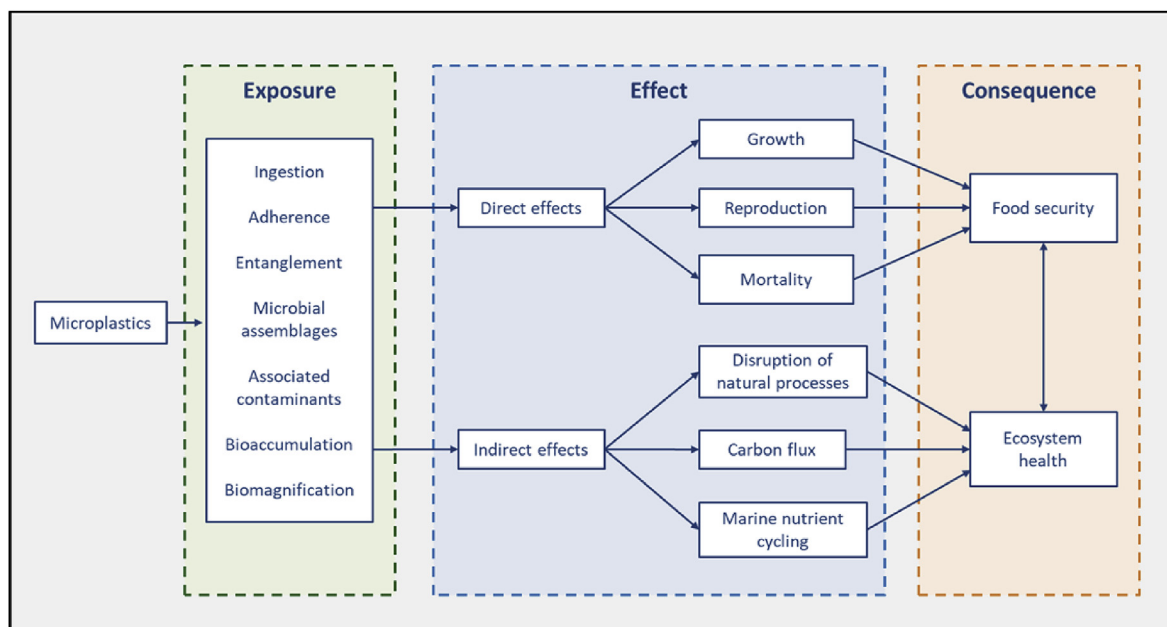 Exposure
Effect
Consequence
Microplastics
Ingestion
Adherence
Entanglement
Microbial
assemblages
Associated
contaminants
Bioaccumulation
Biomagnification
Direct effects
Growth
Reproduction
Mortality
Food security
Indirect effects
Disruption of
natural processes
Carbon flux
Marine nutrient
cycling
Ecosystem
health